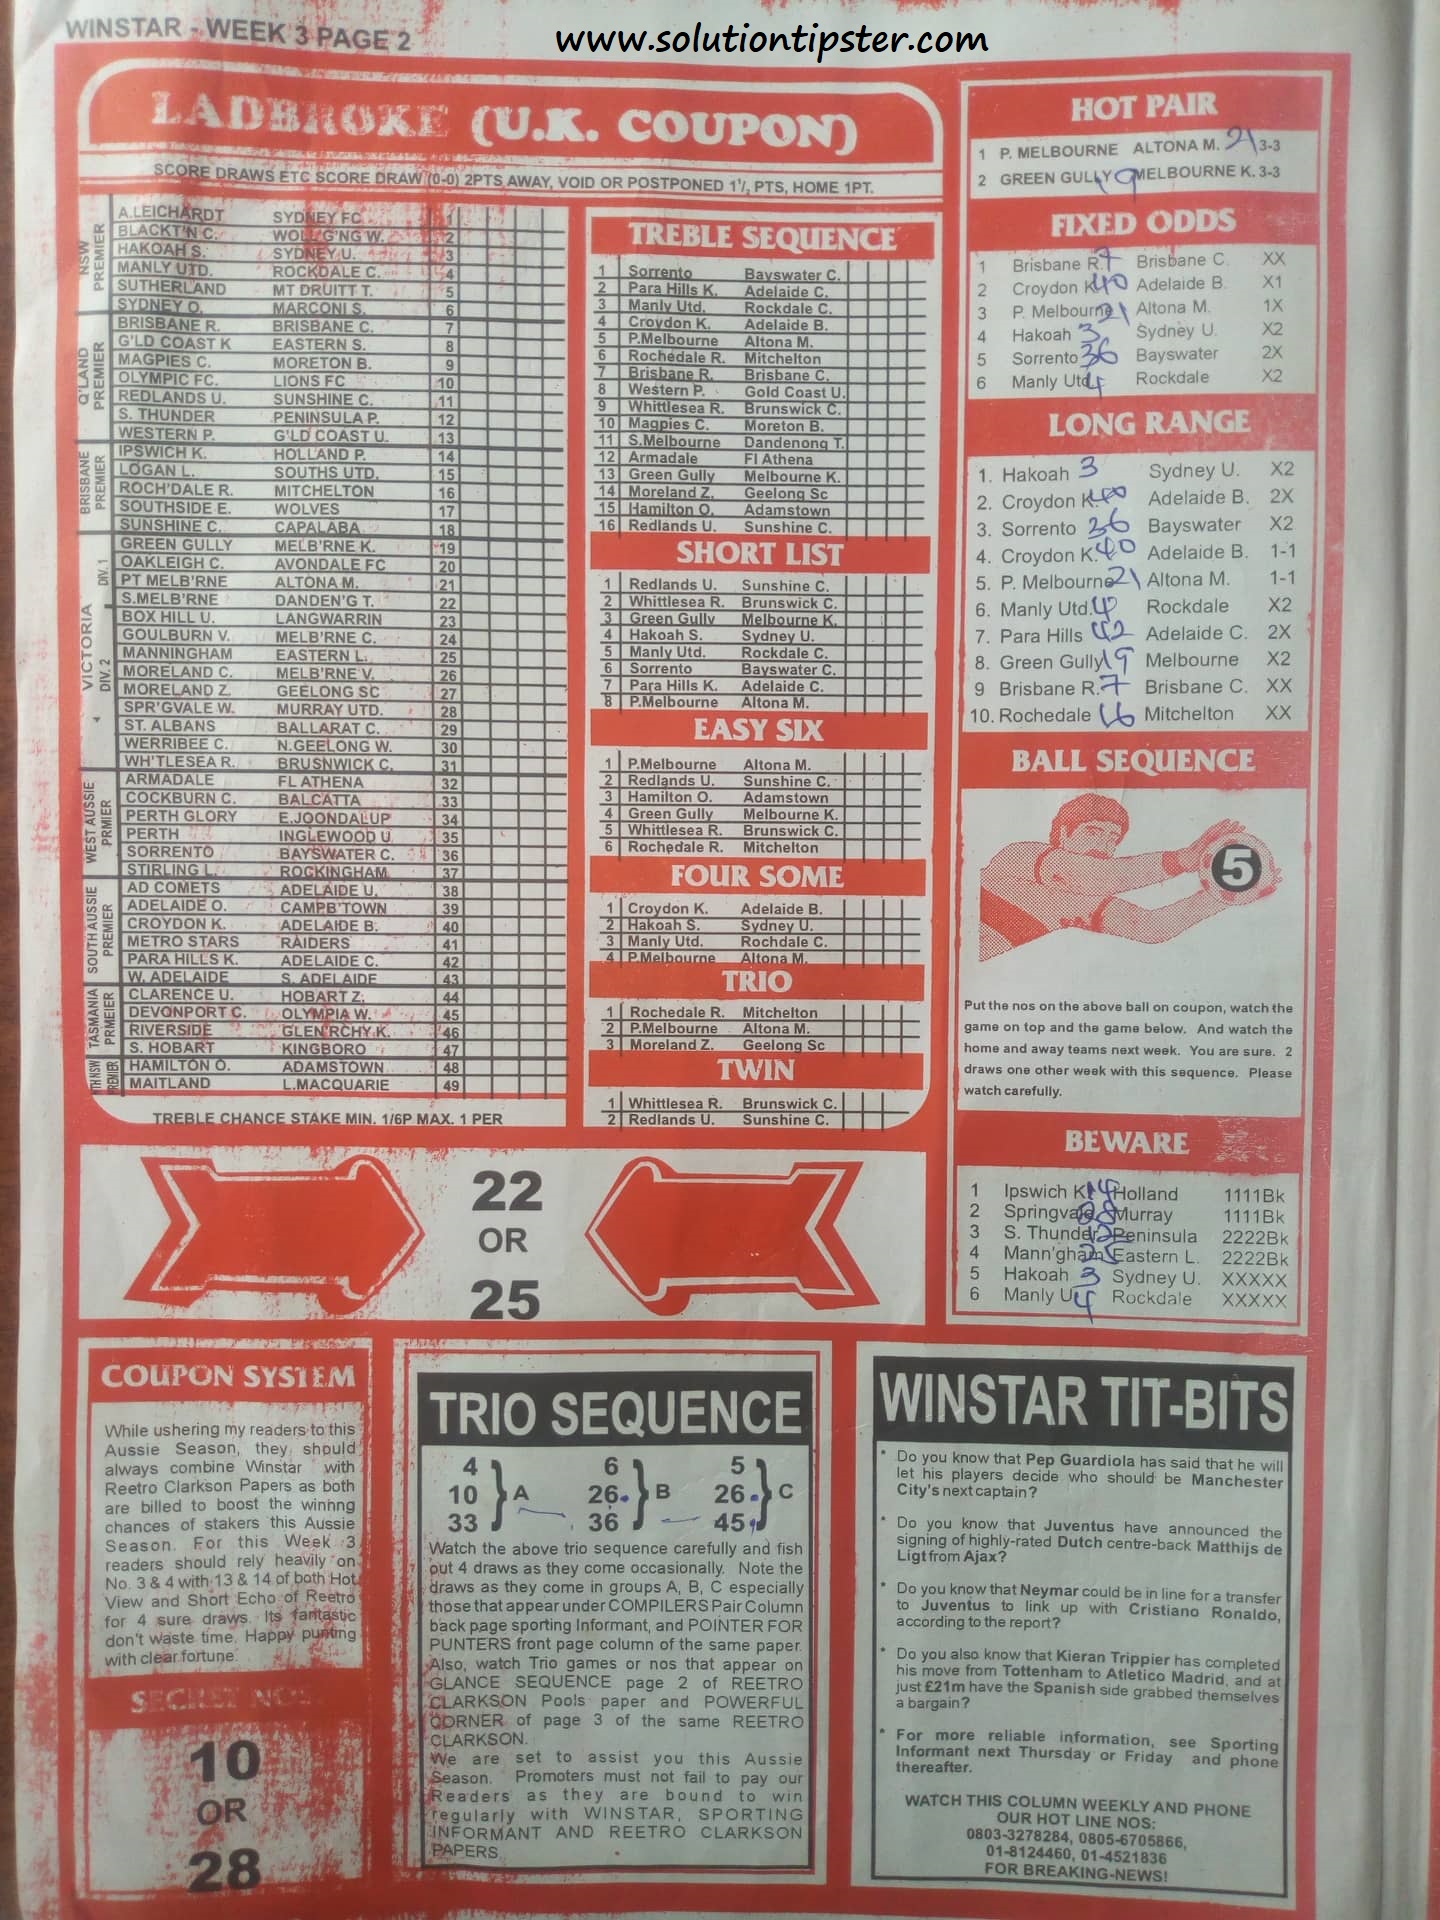 WINSTAR - WEEK 3 PAGE 2
www.solutiontipster.com
LADBROKE (U.K. COUPON)
SCORE DRAWS ETC SCORE DRAW (0-0) 2PTS AWAY, VOID OR POSTPONED 1¹/, PTS, HOME 1PT.
NSW PREMIER
A.LEICHARDT SYDNEY FC 1
BLACKT'N C. WOLL'G'NG W. 2
HAKOAH S. SYDNEY U. 3
MANLY UTD. ROCKDALE C. 4
SUTHERLAND MT DRUITT T. 5
SYDNEY O. MARCONI S. 6
Q'LAND PREMIER
BRISBANE R. BRISBANE C. 7
G'LD COAST K EASTERN S. 8
MAGPIES C. MORETON B. 9
OLYMPIC FC. LIONS FC 10
REDLANDS U. SUNSHINE C. 11
S. THUNDER PENINSULA P. 12
WESTERN P. G'LD COAST U. 13
BRISBANE PREMIER
IPSWICH K. HOLLAND P. 14
LOGAN L. SOUTHS UTD. 15
ROCH'DALE R. MITCHELTON 16
SOUTHSIDE E. WOLVES 17
SUNSHINE C. CAPALABA 18
VICTORIA
DIV. 1
GREEN GULLY MELB'RNE K. 19
OAKLEIGH C. AVONDALE FC 20
PT MELB'RNE ALTONA M. 21
S.MELB'RNE DANDEN'G T. 22
DIV. 2
BOX HILL U. LANGWARRIN 23
GOULBURN V. MELB'RNE C. 24
MANNINGHAM EASTERN L. 25
MORELAND C. MELB'RNE V. 26
MORELAND Z. GEELONG SC 27
SPR'GVALE W. MURRAY UTD. 28
ST. ALBANS BALLARAT C. 29
WERRIBEE C. N.GEELONG W. 30
WH'TLESEA R. BRUSNWICK C. 31
WEST AUSSIE PRMIER
ARMADALE FL ATHENA 32
COCKBURN C. BALCATTA 33
PERTH GLORY E.JOONDALUP 34
PERTH INGLEWOOD U. 35
SORRENTO BAYSWATER C. 36
STIRLING L. ROCKINGHAM 37
SOUTH AUSSIE PREMIER
AD COMETS ADELAIDE U. 38
ADELAIDE O. CAMPB'TOWN 39
CROYDON K. ADELAIDE B. 40
METRO STARS RAIDERS 41
PARA HILLS K. ADELAIDE C. 42
W. ADELAIDE S. ADELAIDE 43
TASMANIA PRMEIER
CLARENCE U. HOBART Z. 44
DEVONPORT C. OLYMPIA W. 45
RIVERSIDE GLEN'RCHY K. 46
S. HOBART KINGBORO 47
HAMILTON O. ADAMSTOWN 48
MAITLAND L.MACQUARIE 49
TREBLE CHANCE STAKE MIN. 1/6P MAX. 1 PER
TREBLE SEQUENCE
1 Sorrento Bayswater C.
2 Para Hills K. Adelaide C.
3 Manly Utd. Rockdale C.
4 Croydon K. Adelaide B.
5 P.Melbourne Altona M.
6 Rochedale R. Mitchelton
7 Brisbane R. Brisbane C.
8 Western P. Gold Coast U.
9 Whittlesea R. Brunswick C.
10 Magpies C. Moreton B.
11 S.Melbourne Dandenong T.
12 Armadale Fl Athena
13 Green Gully Melbourne K.
14 Moreland Z. Geelong Sc
15 Hamilton O. Adamstown
16 Redlands U. Sunshine C.
SHORT LIST
1 Redlands U. Sunshine C.
2 Whittlesea R. Brunswick C.
3 Green Gully Melbourne K.
4 Hakoah S. Sydney U.
5 Manly Utd. Rockdale C.
6 Sorrento Bayswater C.
7 Para Hills K. Adelaide C.
8 P.Melbourne Altona M.
EASY SIX
1 P.Melbourne Altona M.
2 Redlands U. Sunshine C.
3 Hamilton O. Adamstown
4 Green Gully Melbourne K.
5 Whittlesea R. Brunswick C.
6 Rochedale R. Mitchelton
FOUR SOME
1 Croydon K. Adelaide B.
2 Hakoah S. Sydney U.
3 Manly Utd. Rochdale C.
4 P.Melbourne Altona M.
TRIO
1 Rochedale R. Mitchelton
2 P.Melbourne Altona M.
3 Moreland Z. Geelong Sc
TWIN
1 Whittlesea R. Brunswick C.
2 Redlands U. Sunshine C.
HOT PAIR
1 P. MELBOURNE ALTONA M. 21 3-3
2 GREEN GULLY 19 MELBOURNE K. 3-3
FIXED ODDS
1 Brisbane R. 7 Brisbane C. XX
2 Croydon K 40 Adelaide B. X1
3 P. Melbourne 21 Altona M. 1X
4 Hakoah 3 Sydney U. X2
5 Sorrento 36 Bayswater 2X
6 Manly Utd 4 Rockdale X2
LONG RANGE
1. Hakoah 3 Sydney U. X2
2. Croydon K. 40 Adelaide B. 2X
3. Sorrento 36 Bayswater X2
4. Croydon K. 40 Adelaide B. 1-1
5. P. Melbourne 21 Altona M. 1-1
6. Manly Utd. 4 Rockdale X2
7. Para Hills 42 Adelaide C. 2X
8. Green Gully 19 Melbourne X2
9 Brisbane R. 7 Brisbane C. XX
10. Rochedale 16 Mitchelton XX
BALL SEQUENCE
5
Put the nos on the above ball on coupon, watch the
game on top and the game below. And watch the
home and away teams next week. You are sure. 2
draws one other week with this sequence. Please
watch carefully.
BEWARE
1 Ipswich K. 14 Holland 1111Bk
2 Springvale 28 Murray 1111Bk
3 S. Thunder 12 Peninsula 2222Bk
4 Mann'gham 25 Eastern L. 2222Bk
5 Hakoah 3 Sydney U. XXXXX
6 Manly U. 4 Rockdale XXXXX
22
OR
25
COUPON SYSTEM
While ushering my readers to this
Aussie Season, they should
always combine Winstar with
Reetro Clarkson Papers as both
are billed to boost the winhng
chances of stakers this Aussie
Season. For this Week 3
readers should rely heavily on
No. 3 & 4 with 13 & 14 of both Hot
View and Short Echo of Reetro
for 4 sure draws. Its fantastic
don't waste time. Happy punting
with clear fortune.
SECRET NOS.
10
OR
28
TRIO SEQUENCE
4 6 5
10 A 26. B 26. C
33 36 45
Watch the above trio sequence carefully and fish
out 4 draws as they come occasionally. Note the
draws as they come in groups A, B, C especially
those that appear under COMPILERS Pair Column
back page sporting Informant, and POINTER FOR
PUNTERS front page column of the same paper.
Also, watch Trio games or nos that appear on
GLANCE SEQUENCE page 2 of REETRO
CLARKSON Pools paper and POWERFUL
CORNER of page 3 of the same REETRO
CLARKSON.
We are set to assist you this Aussie
Season. Promoters must not fail to pay our
Readers as they are bound to win
regularly with WINSTAR, SPORTING
INFORMANT AND REETRO CLARKSON
PAPERS.
WINSTAR TIT-BITS
* Do you know that Pep Guardiola has said that he will
let his players decide who should be Manchester
City's next captain?
* Do you know that Juventus have announced the
signing of highly-rated Dutch centre-back Matthijs de
Ligt from Ajax?
* Do you know that Neymar could be in line for a transfer
to Juventus to link up with Cristiano Ronaldo,
according to the report?
* Do you also know that Kieran Trippier has completed
his move from Tottenham to Atletico Madrid, and at
just £21m have the Spanish side grabbed themselves
a bargain?
* For more reliable information, see Sporting
Informant next Thursday or Friday and phone
thereafter.
WATCH THIS COLUMN WEEKLY AND PHONE
OUR HOT LINE NOS:
0803-3278284, 0805-6705866,
01-8124460, 01-4521836
FOR BREAKING-NEWS!